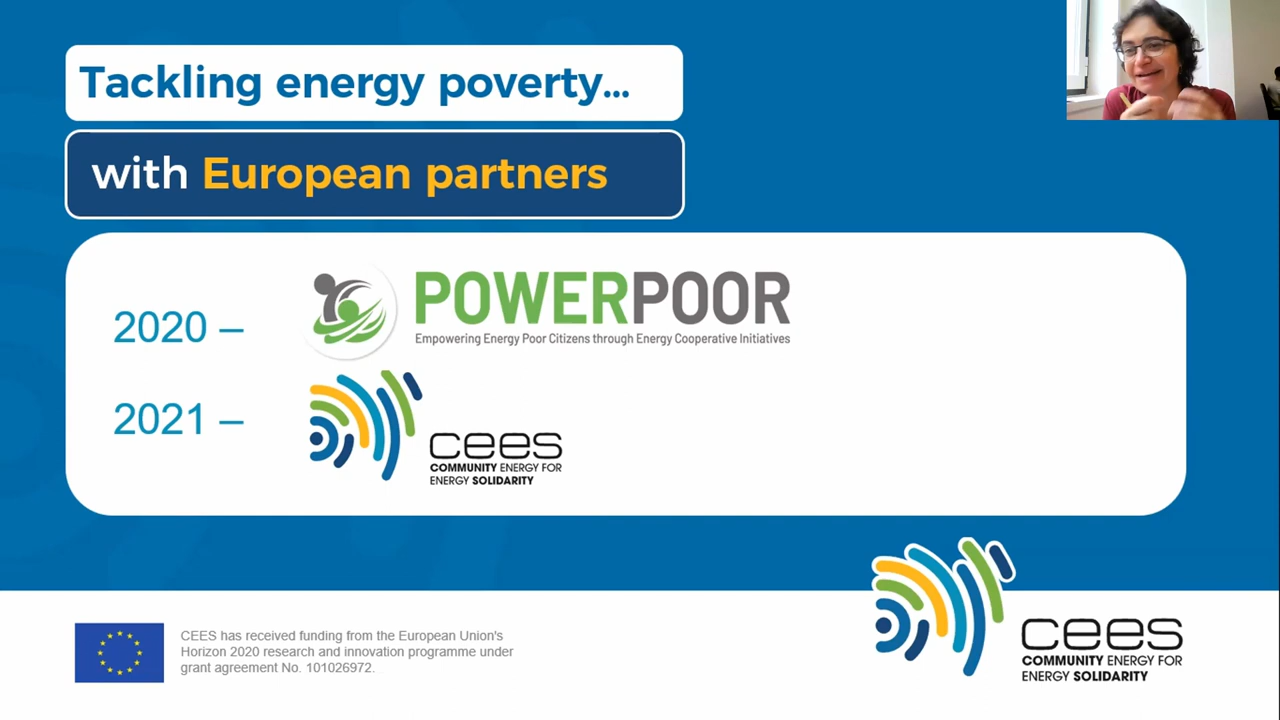 Tackling energy poverty...
with European partners
2020 –
POWERPOOR
Empowering Energy Poor Citizens through Energy Cooperative Initiatives
2021 –
cees
COMMUNITY ENERGY FOR
ENERGY SOLIDARITY
CEES has received funding from the European Union's
Horizon 2020 research and innovation programme under
grant agreement No. 101026972.
cees
COMMUNITY ENERGY FOR
ENERGY SOLIDARITY